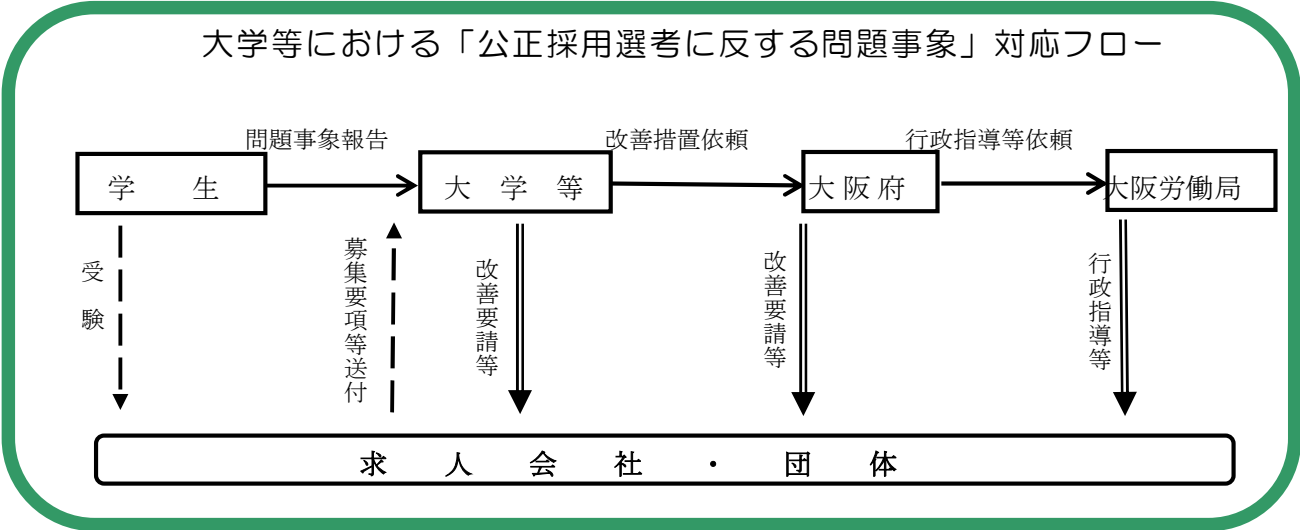 大学等における「公正採用選考に反する問題事象」対応フロー
問題事象報告
改善措置依頼
行政指導等依頼
学　生
大　学　等
大阪府
大阪労働局
受験
募集要項等送付
改善要請等
改善要請等
行政指導等
求　人　会　社　・　団　体